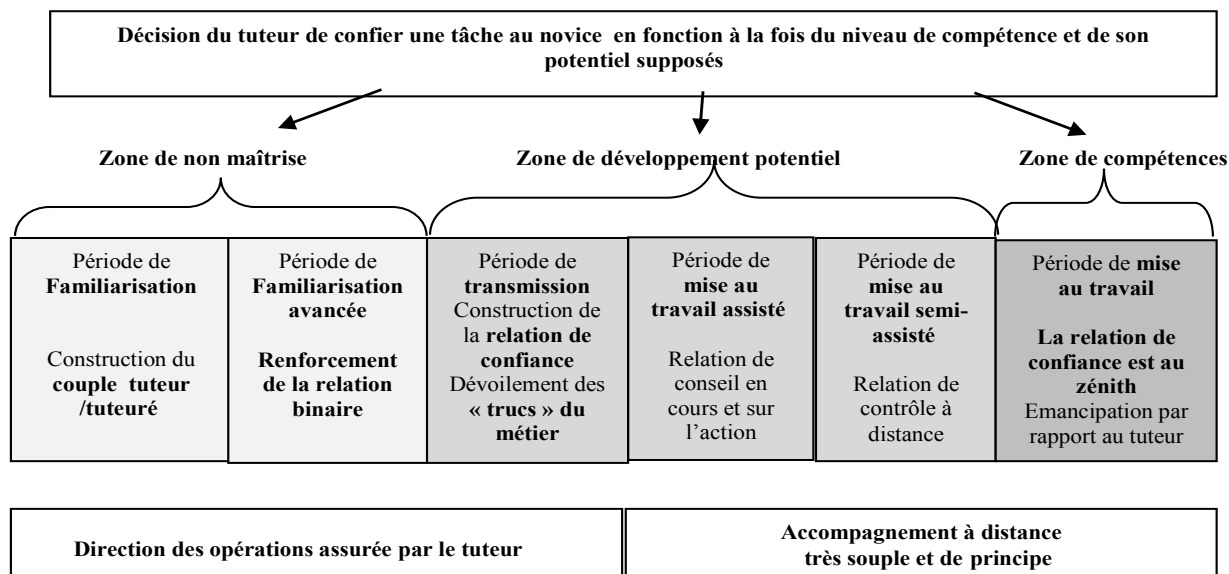 Décision du tuteur de confier une tâche au novice en fonction à la fois du niveau de compétence et de son
potentiel supposés
Zone de non maîtrise
Zone de développement potentiel
Zone de compétences
Période de
Familiarisation
Construction du
couple tuteur
/tuteuré
Période de
Familiarisation
avancée
Renforcement
de la relation
binaire
Période de
transmission
Construction de
la relation de
confiance
Dévoilement des
« trucs » du
métier
Période de
mise au
travail assisté
Relation de
conseil en
cours et sur
l’action
Période de
mise au
travail semi-
assisté
Relation de
contrôle à
distance
Période de mise
au travail
La relation de
confiance est au
zénith
Emancipation par
rapport au tuteur
Direction des opérations assurée par le tuteur
Accompagnement à distance
très souple et de principe